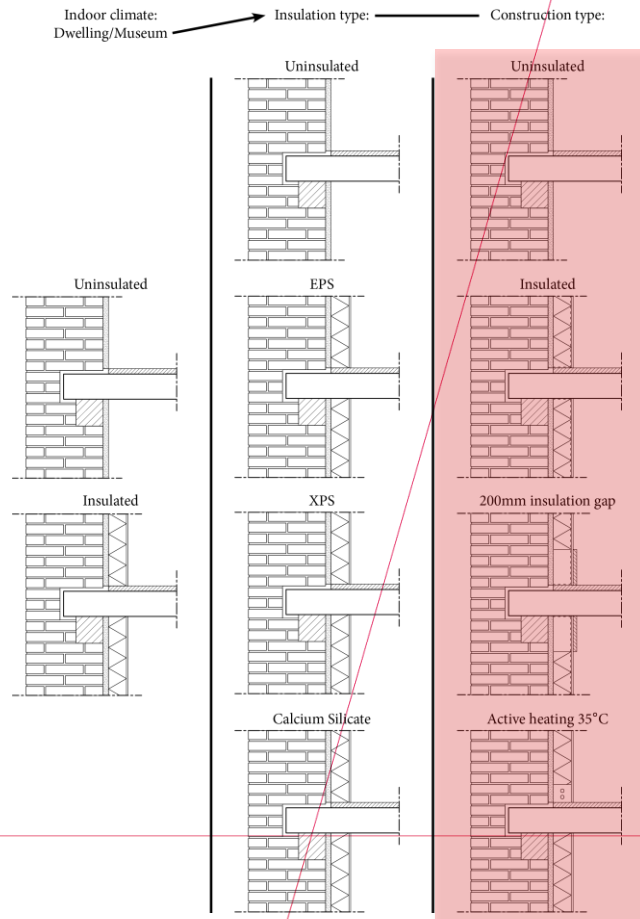 Indoor climate:
Dwelling/Museum
Insulation type:
Construction type:
Uninsulated
Insulated
Uninsulated
EPS
XPS
Calcium Silicate
Uninsulated
Insulated
200mm insulation gap
Active heating 35°C